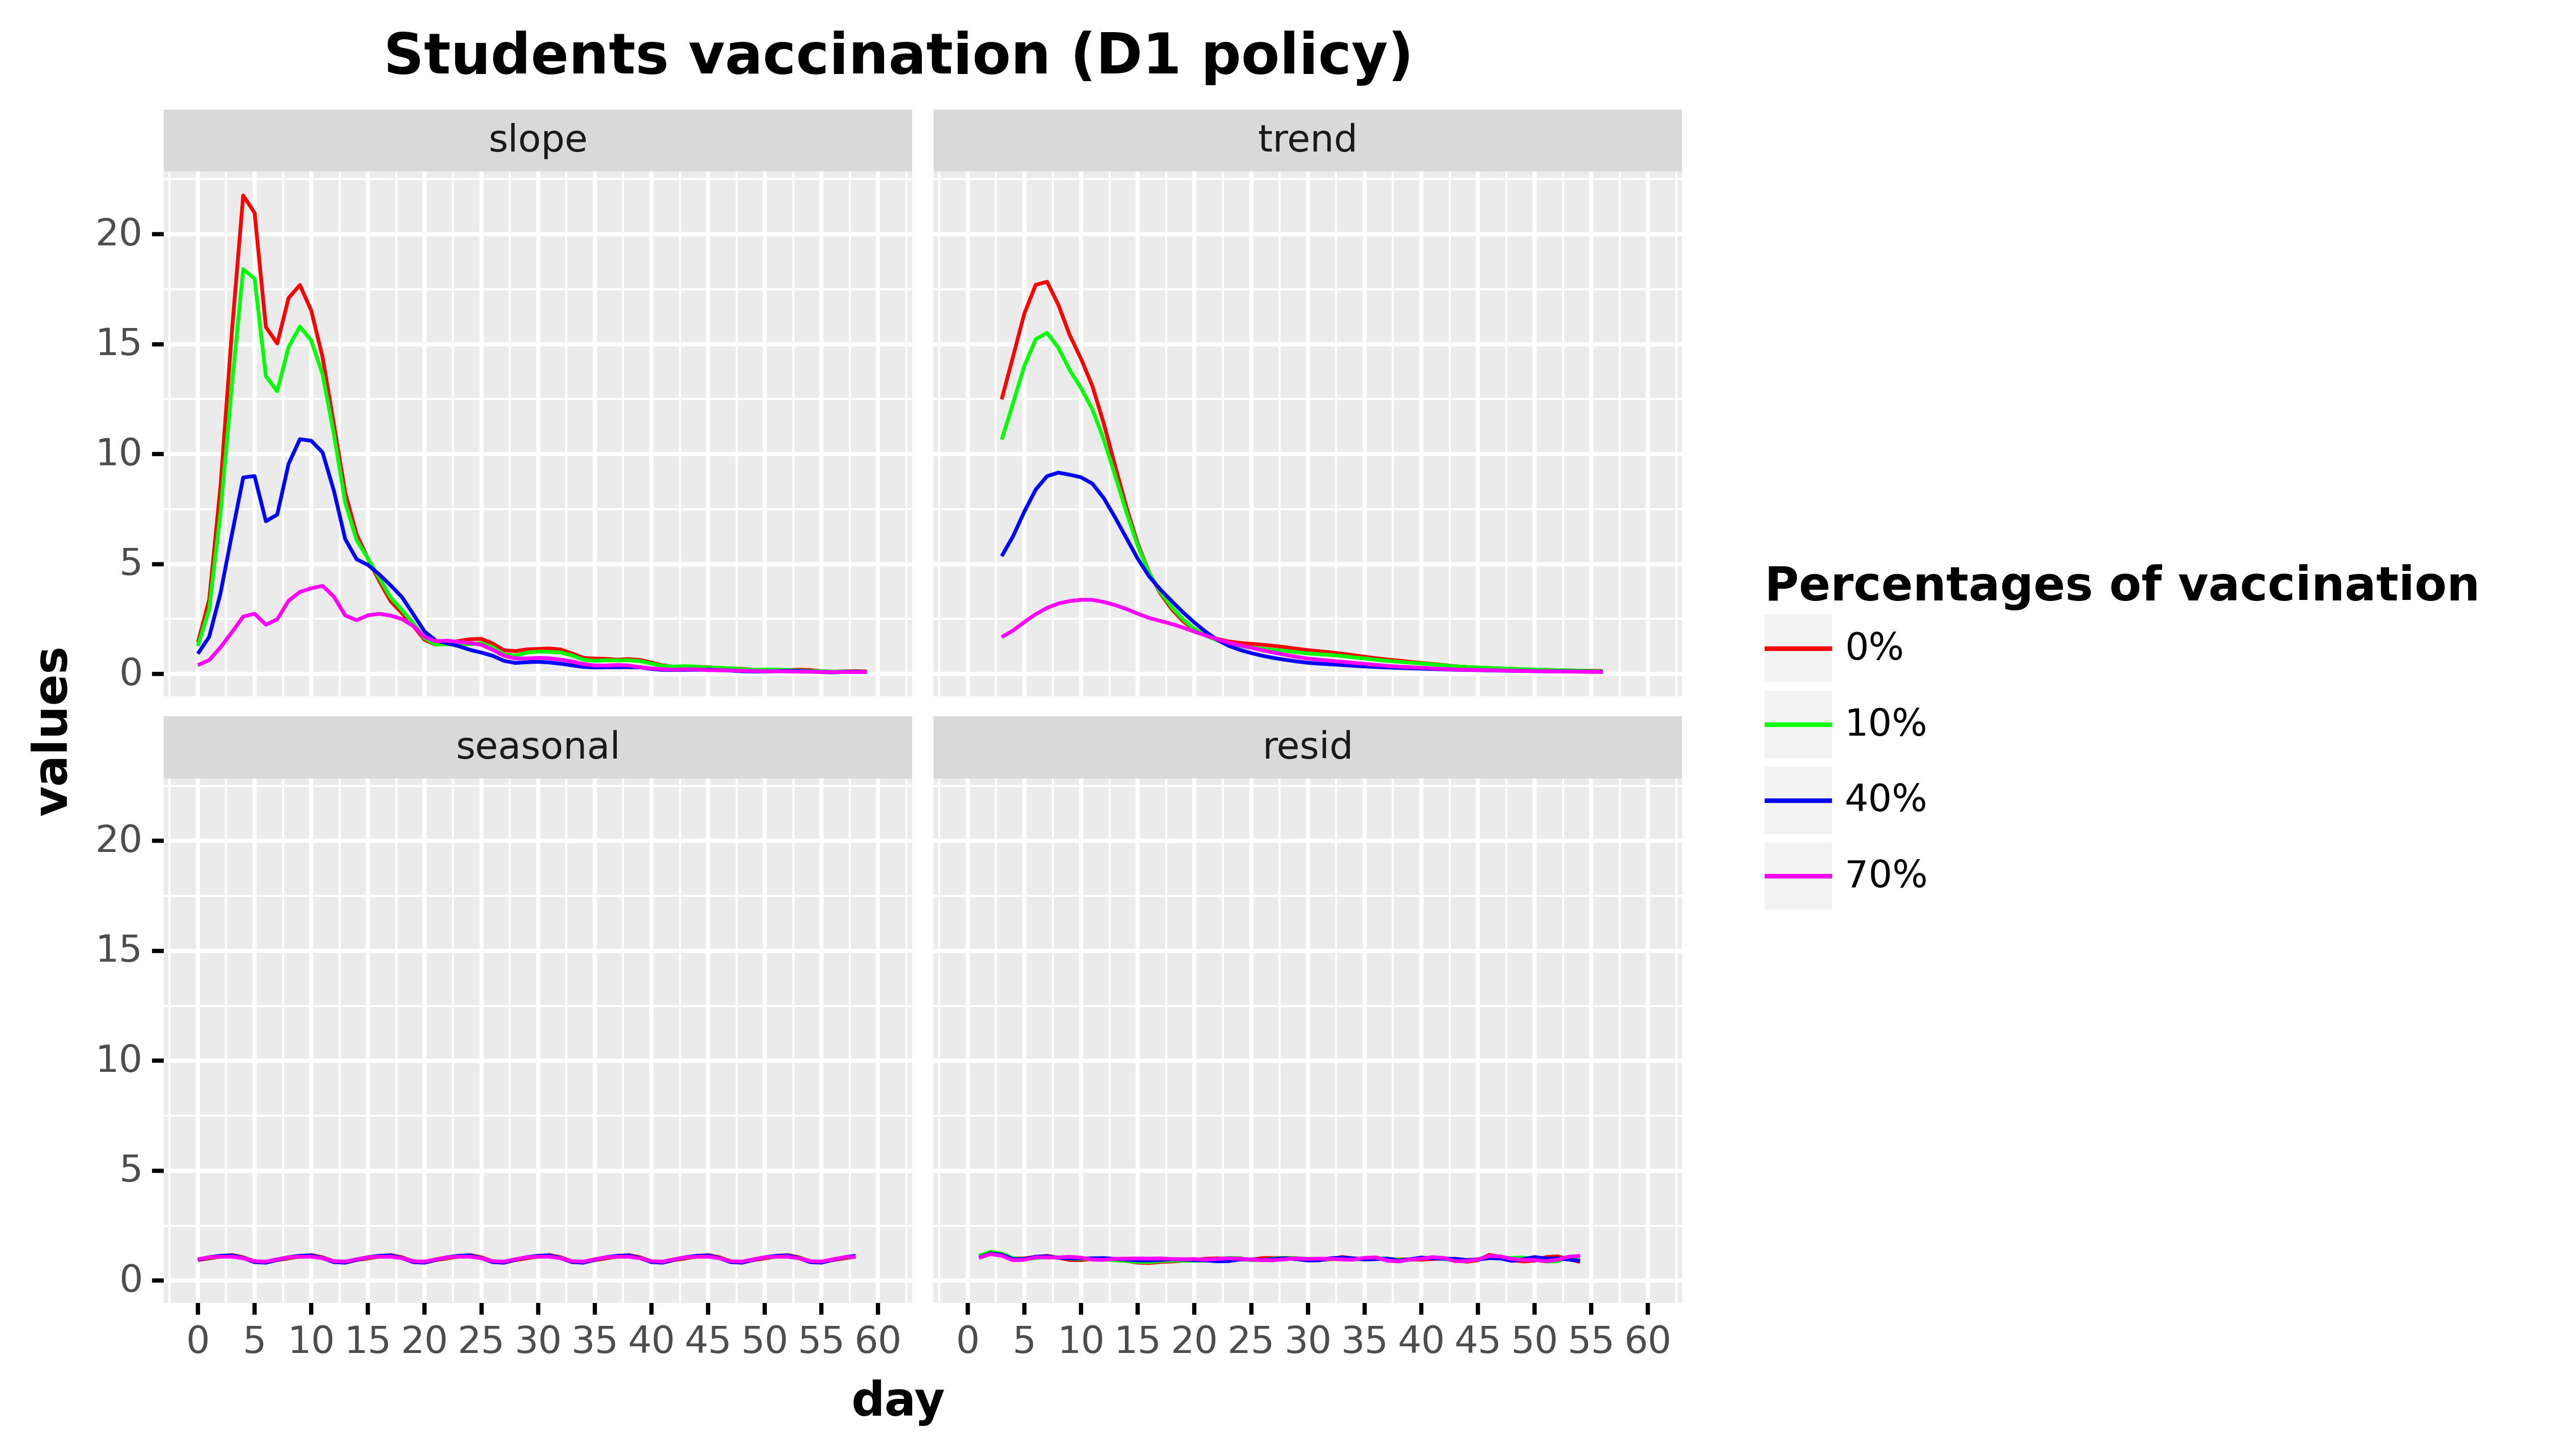 Students vaccination (D1 policy)
slope
trend
20
15
10
5
0
seasonal
resid
20
15
10
5
0
0 5 10 15 20 25 30 35 40 45 50 55 60
0 5 10 15 20 25 30 35 40 45 50 55 60
values
day
Percentages of vaccination
0%
10%
40%
70%